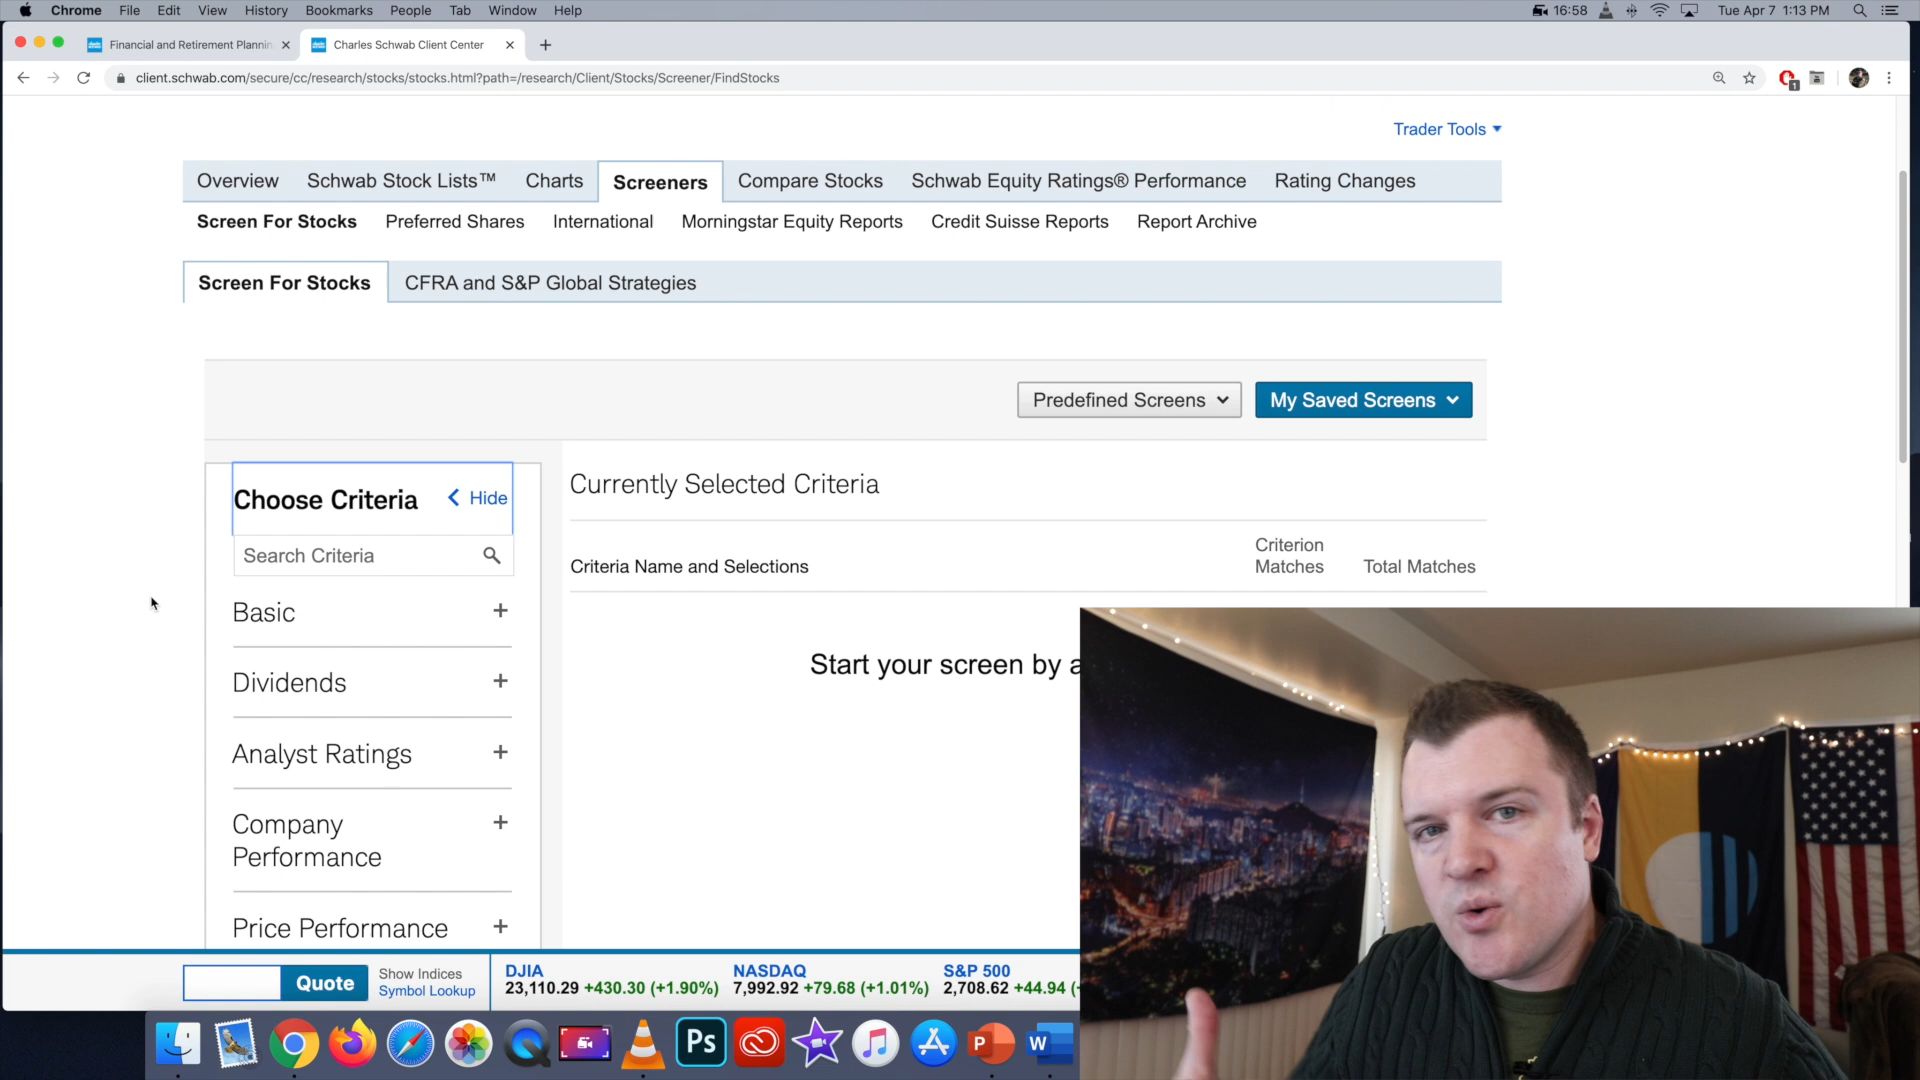 Chrome File Edit View History Bookmarks People Tab Window Help 16:58 Tue Apr 7 1:13 PM
Financial and Retirement Plannin
Charles Schwab Client Center
client.schwab.com/secure/cc/research/stocks/stocks.html?path=/research/Client/Stocks/Screener/FindStocks
1
Trader Tools
Overview Schwab Stock Lists™ Charts Screeners Compare Stocks Schwab Equity Ratings® Performance Rating Changes
Screen For Stocks Preferred Shares International Morningstar Equity Reports Credit Suisse Reports Report Archive
Screen For Stocks CFRA and S&P Global Strategies
Predefined Screens My Saved Screens
Choose Criteria Hide
Search Criteria
Basic +
Dividends +
Analyst Ratings +
Company
Performance +
Price Performance +
Currently Selected Criteria
Criteria Name and Selections
Criterion
Matches
Total Matches
Start your screen by a
Quote
Show Indices
Symbol Lookup
DJIA
23,110.29 +430.30 (+1.90%)
NASDAQ
7,992.92 +79.68 (+1.01%)
S&P 500
2,708.62 +44.94 (+
Ps
P
W